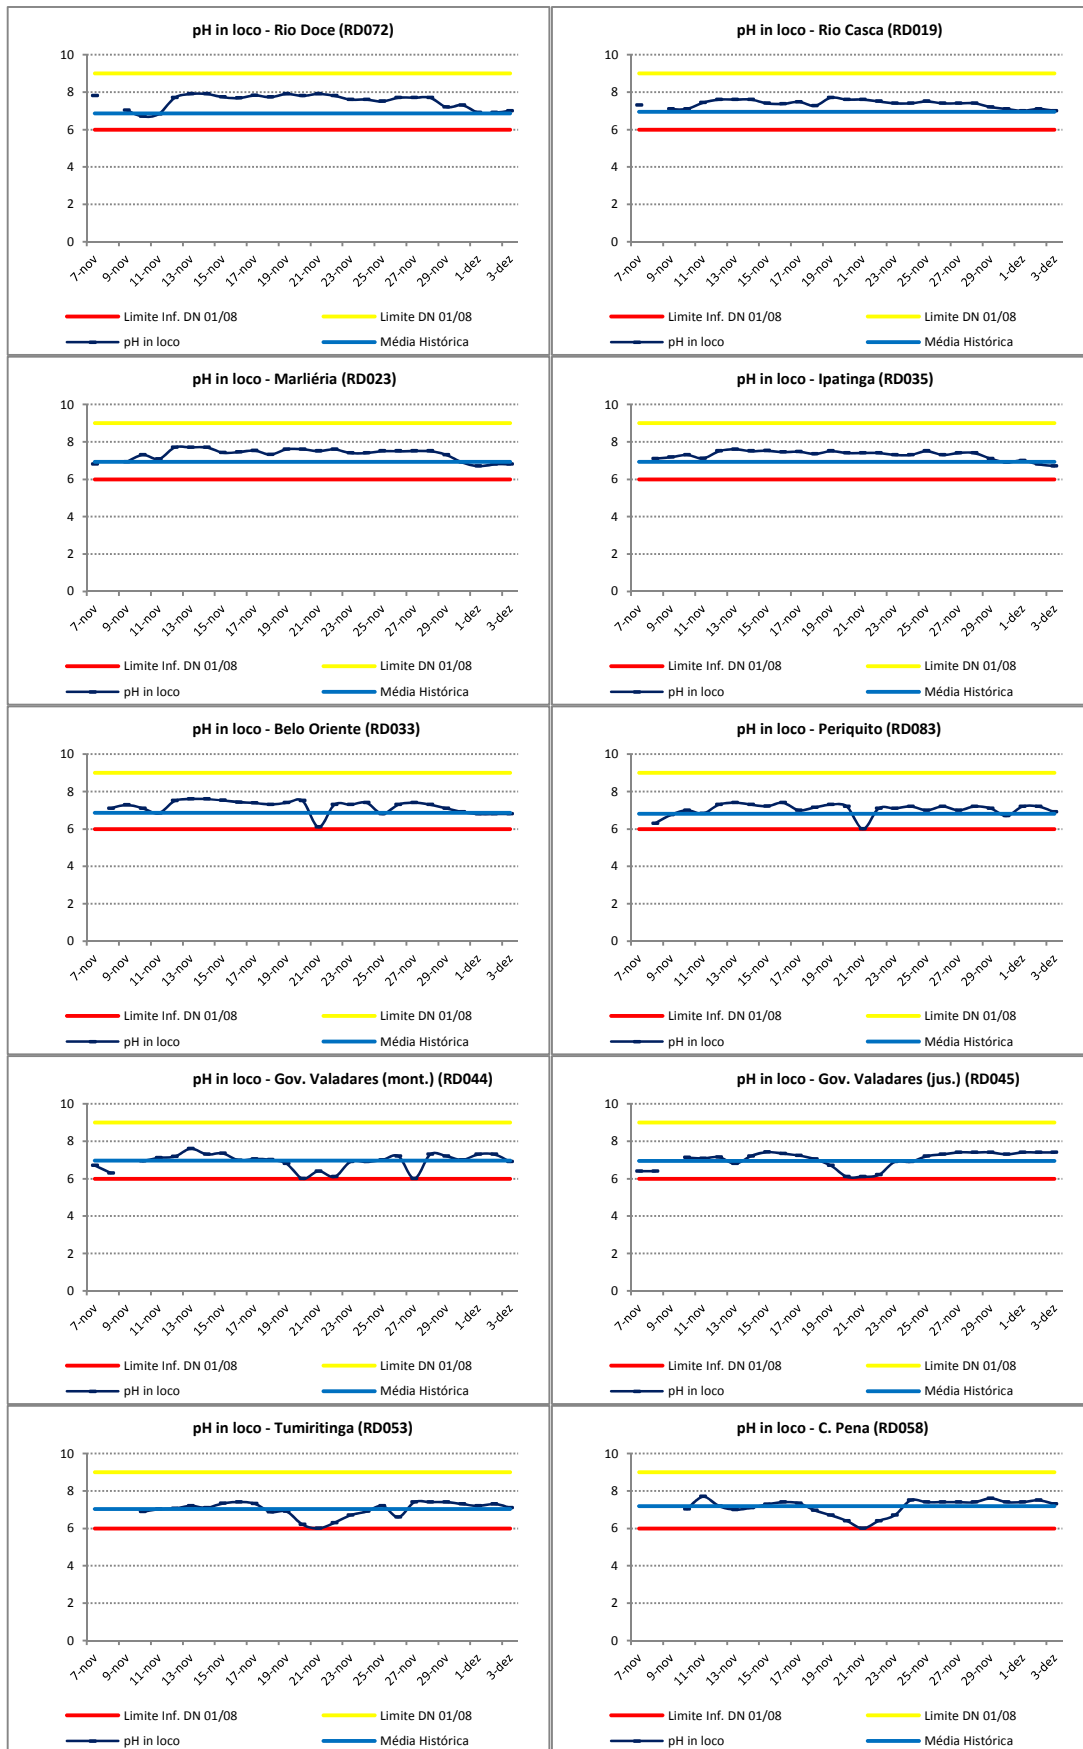 pH in loco - Rio Doce (RD072)
10
8
6
4
2
0
7-nov 9-nov 11-nov 13-nov 15-nov 17-nov 19-nov 21-nov 23-nov 25-nov 27-nov 29-nov 1-dez 3-dez
Limite Inf. DN 01/08 Limite DN 01/08
pH in loco Média Histórica
pH in loco - Rio Casca (RD019)
10
8
6
4
2
0
7-nov 9-nov 11-nov 13-nov 15-nov 17-nov 19-nov 21-nov 23-nov 25-nov 27-nov 29-nov 1-dez 3-dez
Limite Inf. DN 01/08 Limite DN 01/08
pH in loco Média Histórica
pH in loco - Marliéria (RD023)
10
8
6
4
2
0
7-nov 9-nov 11-nov 13-nov 15-nov 17-nov 19-nov 21-nov 23-nov 25-nov 27-nov 29-nov 1-dez 3-dez
Limite Inf. DN 01/08 Limite DN 01/08
pH in loco Média Histórica
pH in loco - Ipatinga (RD035)
10
8
6
4
2
0
7-nov 9-nov 11-nov 13-nov 15-nov 17-nov 19-nov 21-nov 23-nov 25-nov 27-nov 29-nov 1-dez 3-dez
Limite Inf. DN 01/08 Limite DN 01/08
pH in loco Média Histórica
pH in loco - Belo Oriente (RD033)
10
8
6
4
2
0
7-nov 9-nov 11-nov 13-nov 15-nov 17-nov 19-nov 21-nov 23-nov 25-nov 27-nov 29-nov 1-dez 3-dez
Limite Inf. DN 01/08 Limite DN 01/08
pH in loco Média Histórica
pH in loco - Periquito (RD083)
10
8
6
4
2
0
7-nov 9-nov 11-nov 13-nov 15-nov 17-nov 19-nov 21-nov 23-nov 25-nov 27-nov 29-nov 1-dez 3-dez
Limite Inf. DN 01/08 Limite DN 01/08
pH in loco Média Histórica
pH in loco - Gov. Valadares (mont.) (RD044)
10
8
6
4
2
0
7-nov 9-nov 11-nov 13-nov 15-nov 17-nov 19-nov 21-nov 23-nov 25-nov 27-nov 29-nov 1-dez 3-dez
Limite Inf. DN 01/08 Limite DN 01/08
pH in loco Média Histórica
pH in loco - Gov. Valadares (jus.) (RD045)
10
8
6
4
2
0
7-nov 9-nov 11-nov 13-nov 15-nov 17-nov 19-nov 21-nov 23-nov 25-nov 27-nov 29-nov 1-dez 3-dez
Limite Inf. DN 01/08 Limite DN 01/08
pH in loco Média Histórica
pH in loco - Tumiritinga (RD053)
10
8
6
4
2
0
7-nov 9-nov 11-nov 13-nov 15-nov 17-nov 19-nov 21-nov 23-nov 25-nov 27-nov 29-nov 1-dez 3-dez
Limite Inf. DN 01/08 Limite DN 01/08
pH in loco Média Histórica
pH in loco - C. Pena (RD058)
10
8
6
4
2
0
7-nov 9-nov 11-nov 13-nov 15-nov 17-nov 19-nov 21-nov 23-nov 25-nov 27-nov 29-nov 1-dez 3-dez
Limite Inf. DN 01/08 Limite DN 01/08
pH in loco Média Histórica